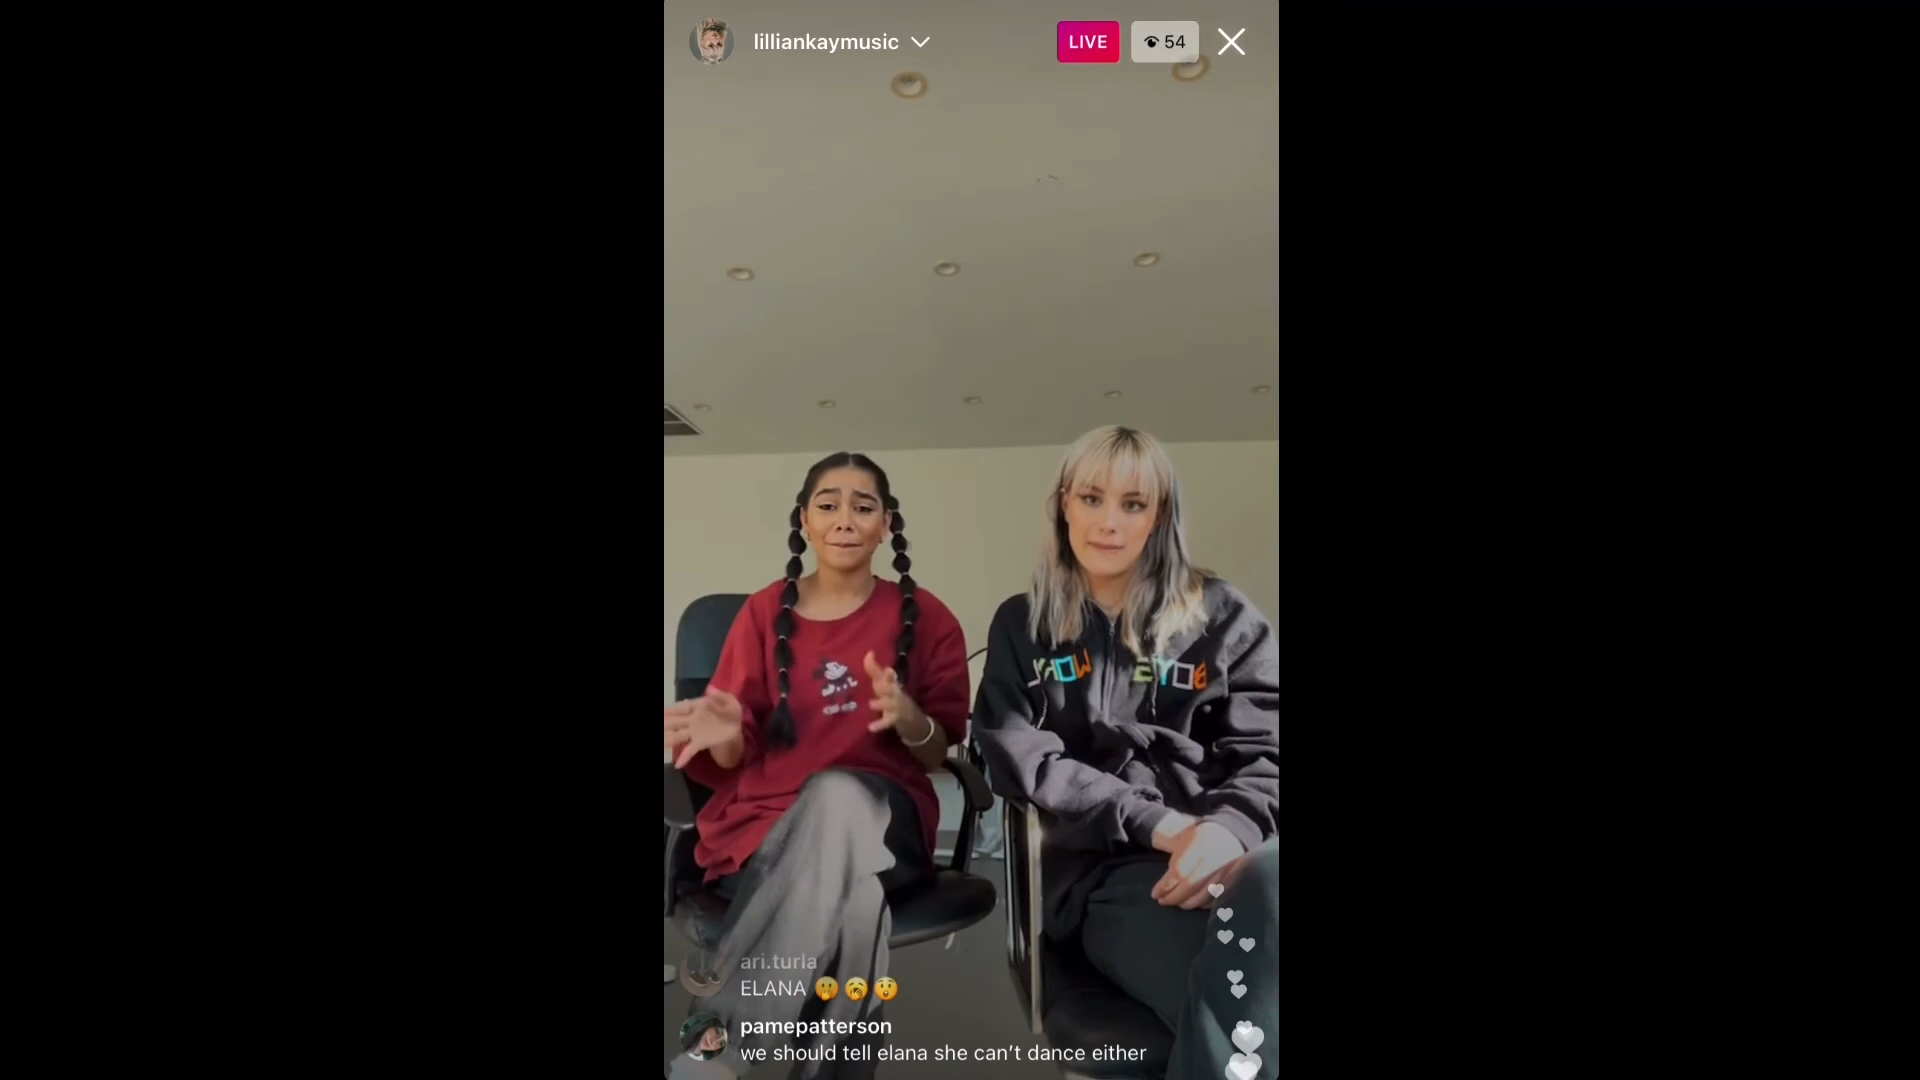 lilliankaymusic
LIVE
54
ari.turla
ELANA 🤭🥱😲
pamepatterson
we should tell elana she can’t dance either